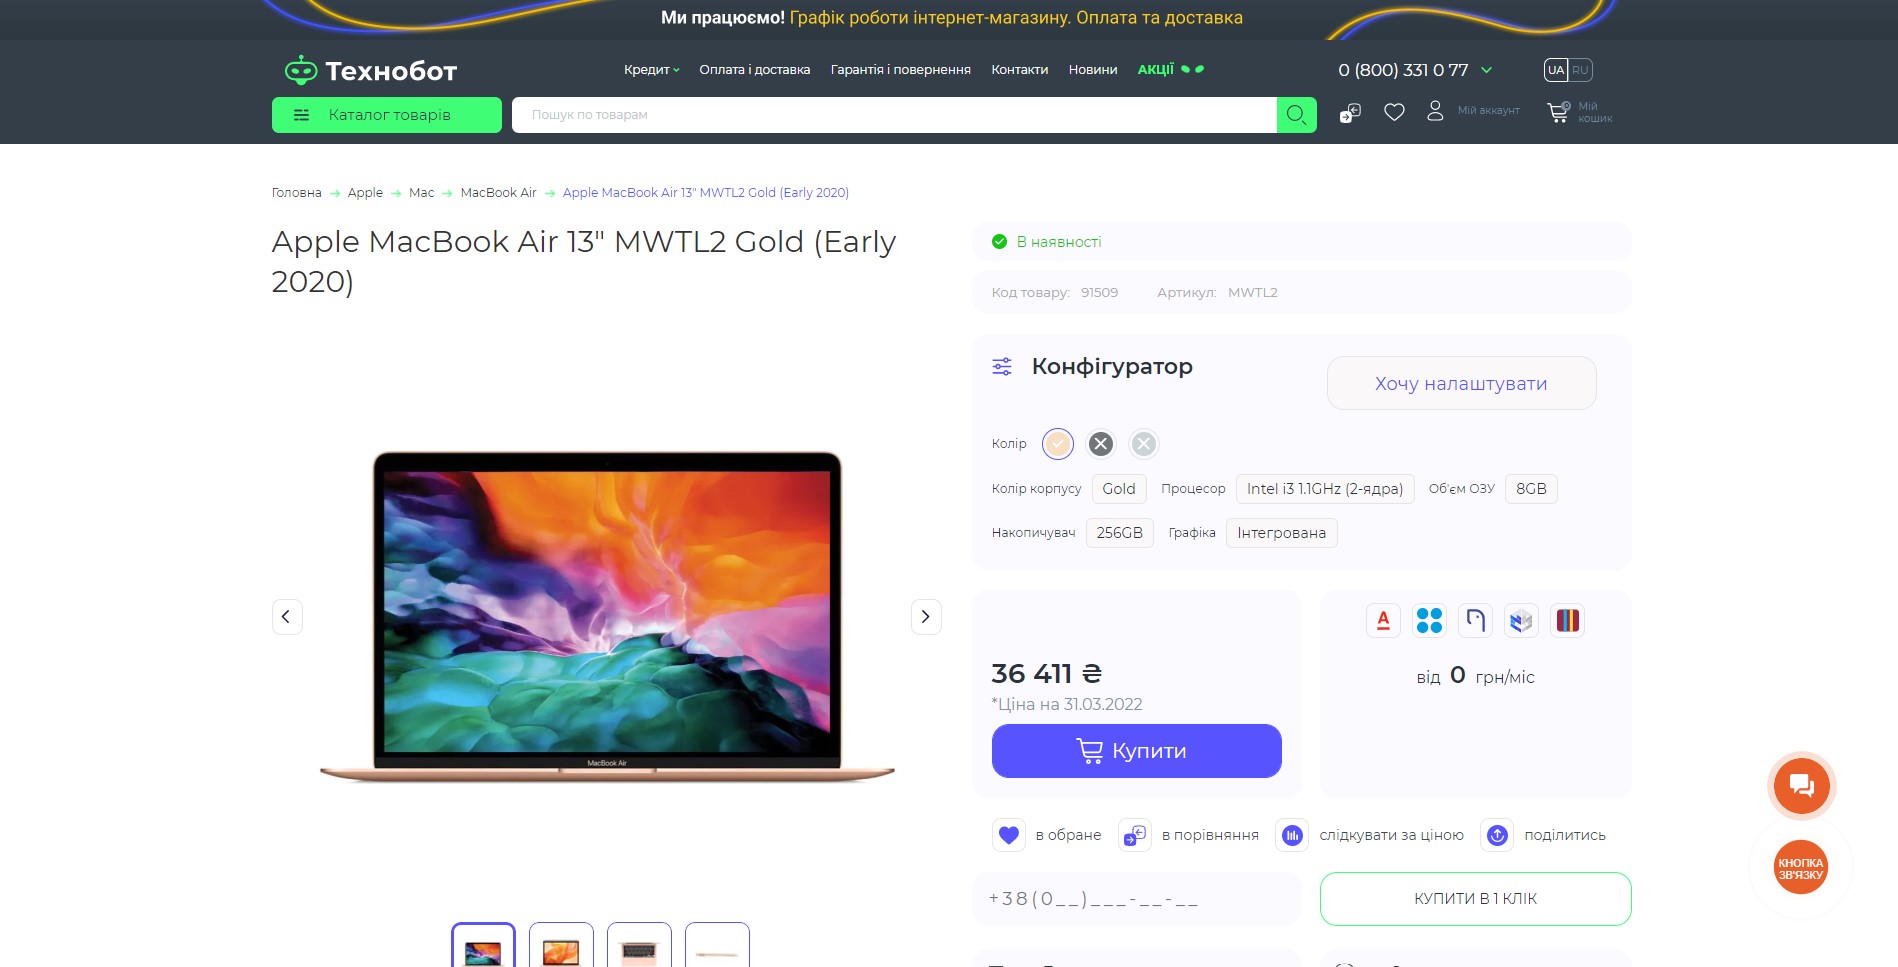 Ми працюємо! Графік роботи інтернет-магазину. Оплата та доставка
Технобот
Кредит
Оплата і доставка
Гарантія і повернення
Контакти
Новини
АКЦІЇ
0 (800) 331 0 77
UA RU
Каталог товарів
Пошук по товарам
0
Мій аккаунт
Мій
кошик
Головна
Apple
Mac
MacBook Air
Apple MacBook Air 13" MWTL2 Gold (Early 2020)
Apple MacBook Air 13" MWTL2 Gold (Early
2020)
В наявності
Код товару: 91509 Артикул: MWTL2
Конфігуратор
Хочу налаштувати
Колір
Колір корпусу Gold Процесор Intel i3 1.1GHz (2-ядра) Об'єм ОЗУ 8GB
Накопичувач 256GB Графіка Інтегрована
MacBook Air
36 411 ₴
*Ціна на 31.03.2022
Купити
А
від 0 грн/міс
в обране
в порівняння
слідкувати за ціною
поділитись
+38(0__)___-__-__
КУПИТИ В 1 КЛІК
КНОПКА
ЗВ'ЯЗКУ